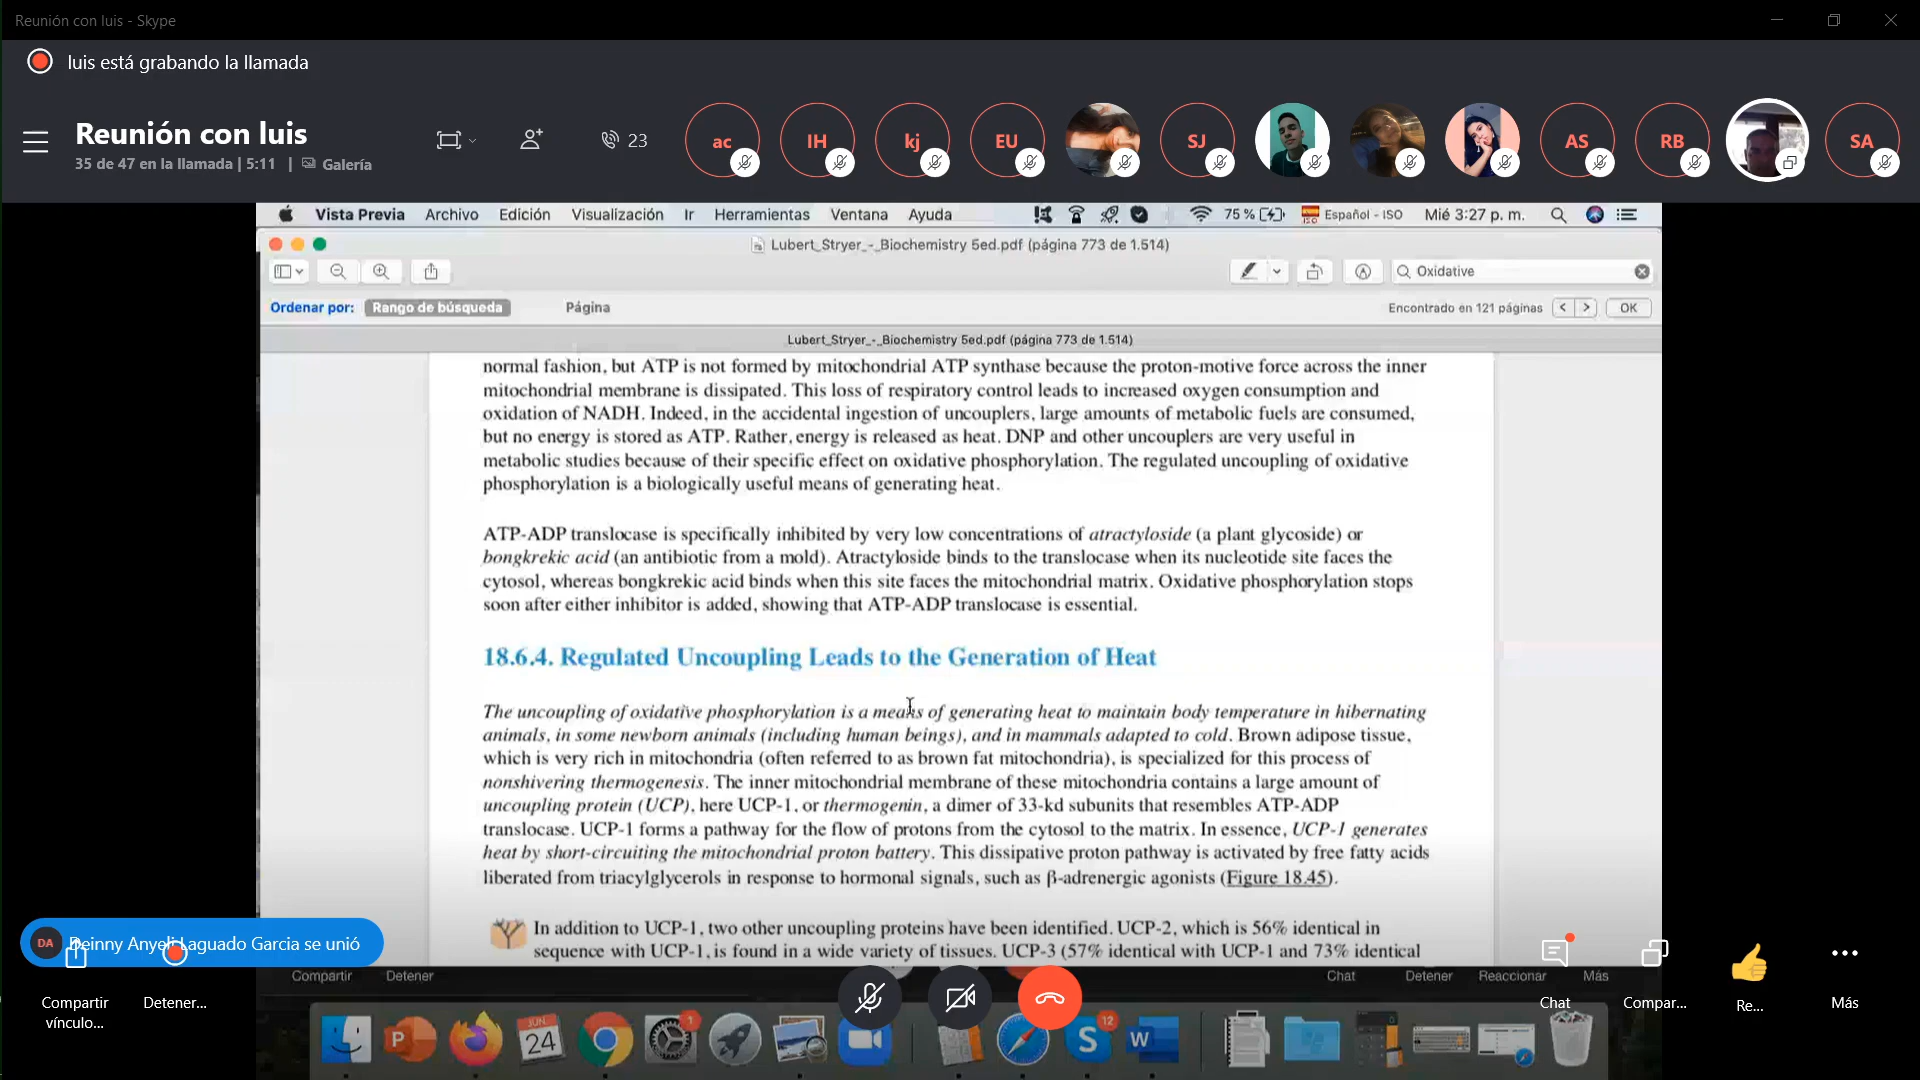 Reunión con luis - Skype
luis está grabando la llamada
Reunión con luis
35 de 47 en la llamada | 5:11 | Galería
23
ac
IH
kj
EU
SJ
AS
RB
SA
Vista Previa Archivo Edición Visualización Ir Herramientas Ventana Ayuda
75 % ISO Español - ISO Mié 3:27 p. m.
Lubert_Stryer_-_Biochemistry 5ed.pdf (página 773 de 1.514)
Oxidative
Ordenar por: Rango de búsqueda Página
Encontrado en 121 páginas < > OK
Lubert_Stryer_-_Biochemistry 5ed.pdf (página 773 de 1.514)
normal fashion, but ATP is not formed by mitochondrial ATP synthase because the proton-motive force across the inner
mitochondrial membrane is dissipated. This loss of respiratory control leads to increased oxygen consumption and
oxidation of NADH. Indeed, in the accidental ingestion of uncouplers, large amounts of metabolic fuels are consumed,
but no energy is stored as ATP. Rather, energy is released as heat. DNP and other uncouplers are very useful in
metabolic studies because of their specific effect on oxidative phosphorylation. The regulated uncoupling of oxidative
phosphorylation is a biologically useful means of generating heat.
ATP-ADP translocase is specifically inhibited by very low concentrations of atractyloside (a plant glycoside) or
bongkrekic acid (an antibiotic from a mold). Atractyloside binds to the translocase when its nucleotide site faces the
cytosol, whereas bongkrekic acid binds when this site faces the mitochondrial matrix. Oxidative phosphorylation stops
soon after either inhibitor is added, showing that ATP-ADP translocase is essential.
18.6.4. Regulated Uncoupling Leads to the Generation of Heat
The uncoupling of oxidative phosphorylation is a means of generating heat to maintain body temperature in hibernating
animals, in some newborn animals (including human beings), and in mammals adapted to cold. Brown adipose tissue,
which is very rich in mitochondria (often referred to as brown fat mitochondria), is specialized for this process of
nonshivering thermogenesis. The inner mitochondrial membrane of these mitochondria contains a large amount of
uncoupling protein (UCP), here UCP-1, or thermogenin, a dimer of 33-kd subunits that resembles ATP-ADP
translocase. UCP-1 forms a pathway for the flow of protons from the cytosol to the matrix. In essence, UCP-1 generates
heat by short-circuiting the mitochondrial proton battery. This dissipative proton pathway is activated by free fatty acids
liberated from triacylglycerols in response to hormonal signals, such as β-adrenergic agonists (Figure 18.45).
In addition to UCP-1, two other uncoupling proteins have been identified. UCP-2, which is 56% identical in
sequence with UCP-1, is found in a wide variety of tissues. UCP-3 (57% identical with UCP-1 and 73% identical
DA Deinny Anyeli Laguado Garcia se unió
Compartir Detener Chat Detener Reaccionar Más
Compartir vínculo...
Detener...
Chat
Compar...
Re...
Más
P
JUN 24
1
12
S
W